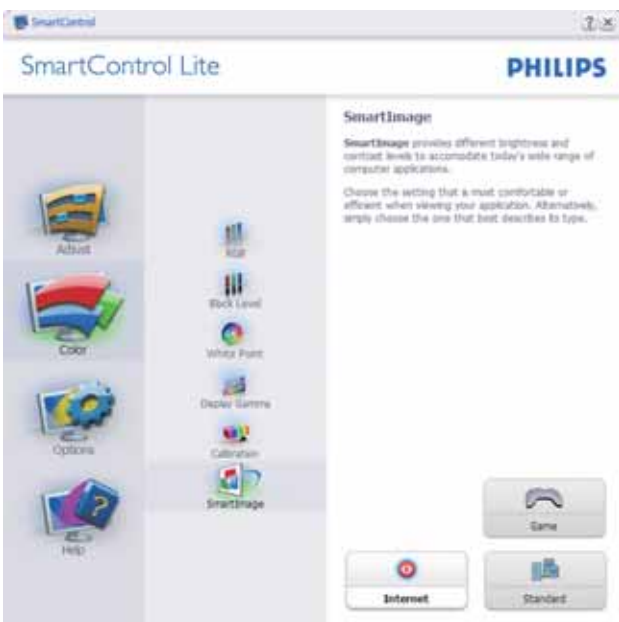 SmartControl
SmartControl Lite
PHILIPS
SmartImage
SmartImage provides different brightness and
contrast levels to accomodate today's wide range of
computer applications.
Choose the setting that is most comfortable or
efficient when viewing your application. Alternatively,
simply choose the one that best describes its type.
Adjust
Color
Options
Help
RGB
Black Level
White Point
Display Gamma
Calibration
SmartImage
Game
Internet
Standard